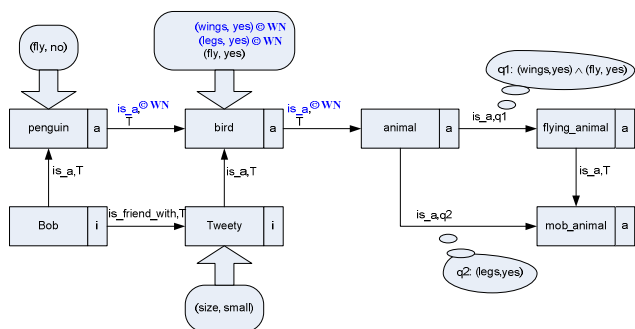 (fly, no)
(wings, yes) © WN
(legs, yes) © WN
(fly, yes)
q1: (wings,yes) ∧ (fly, yes)
penguin a
is_a,© WN
T
bird a
is_a,© WN
T
animal a
is_a,q1
flying_animal a
is_a,T
is_a,T
is_a,T
Bob i
is_friend_with,T
Tweety i
is_a,q2
mob_animal a
q2: (legs,yes)
(size, small)